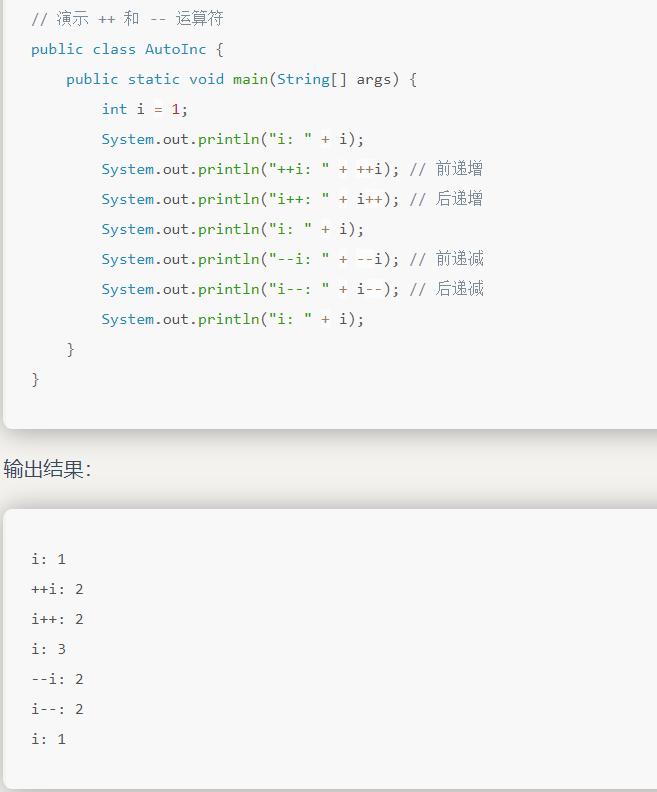 // 演示 ++ 和 -- 运算符
public class AutoInc {
    public static void main(String[] args) {
        int i = 1;
        System.out.println("i: " + i);
        System.out.println("++i: " + ++i); // 前递增
        System.out.println("i++: " + i++); // 后递增
        System.out.println("i: " + i);
        System.out.println("--i: " + --i); // 前递减
        System.out.println("i--: " + i--); // 后递减
        System.out.println("i: " + i);
    }
}
输出结果：
i: 1
++i: 2
i++: 2
i: 3
--i: 2
i--: 2
i: 1